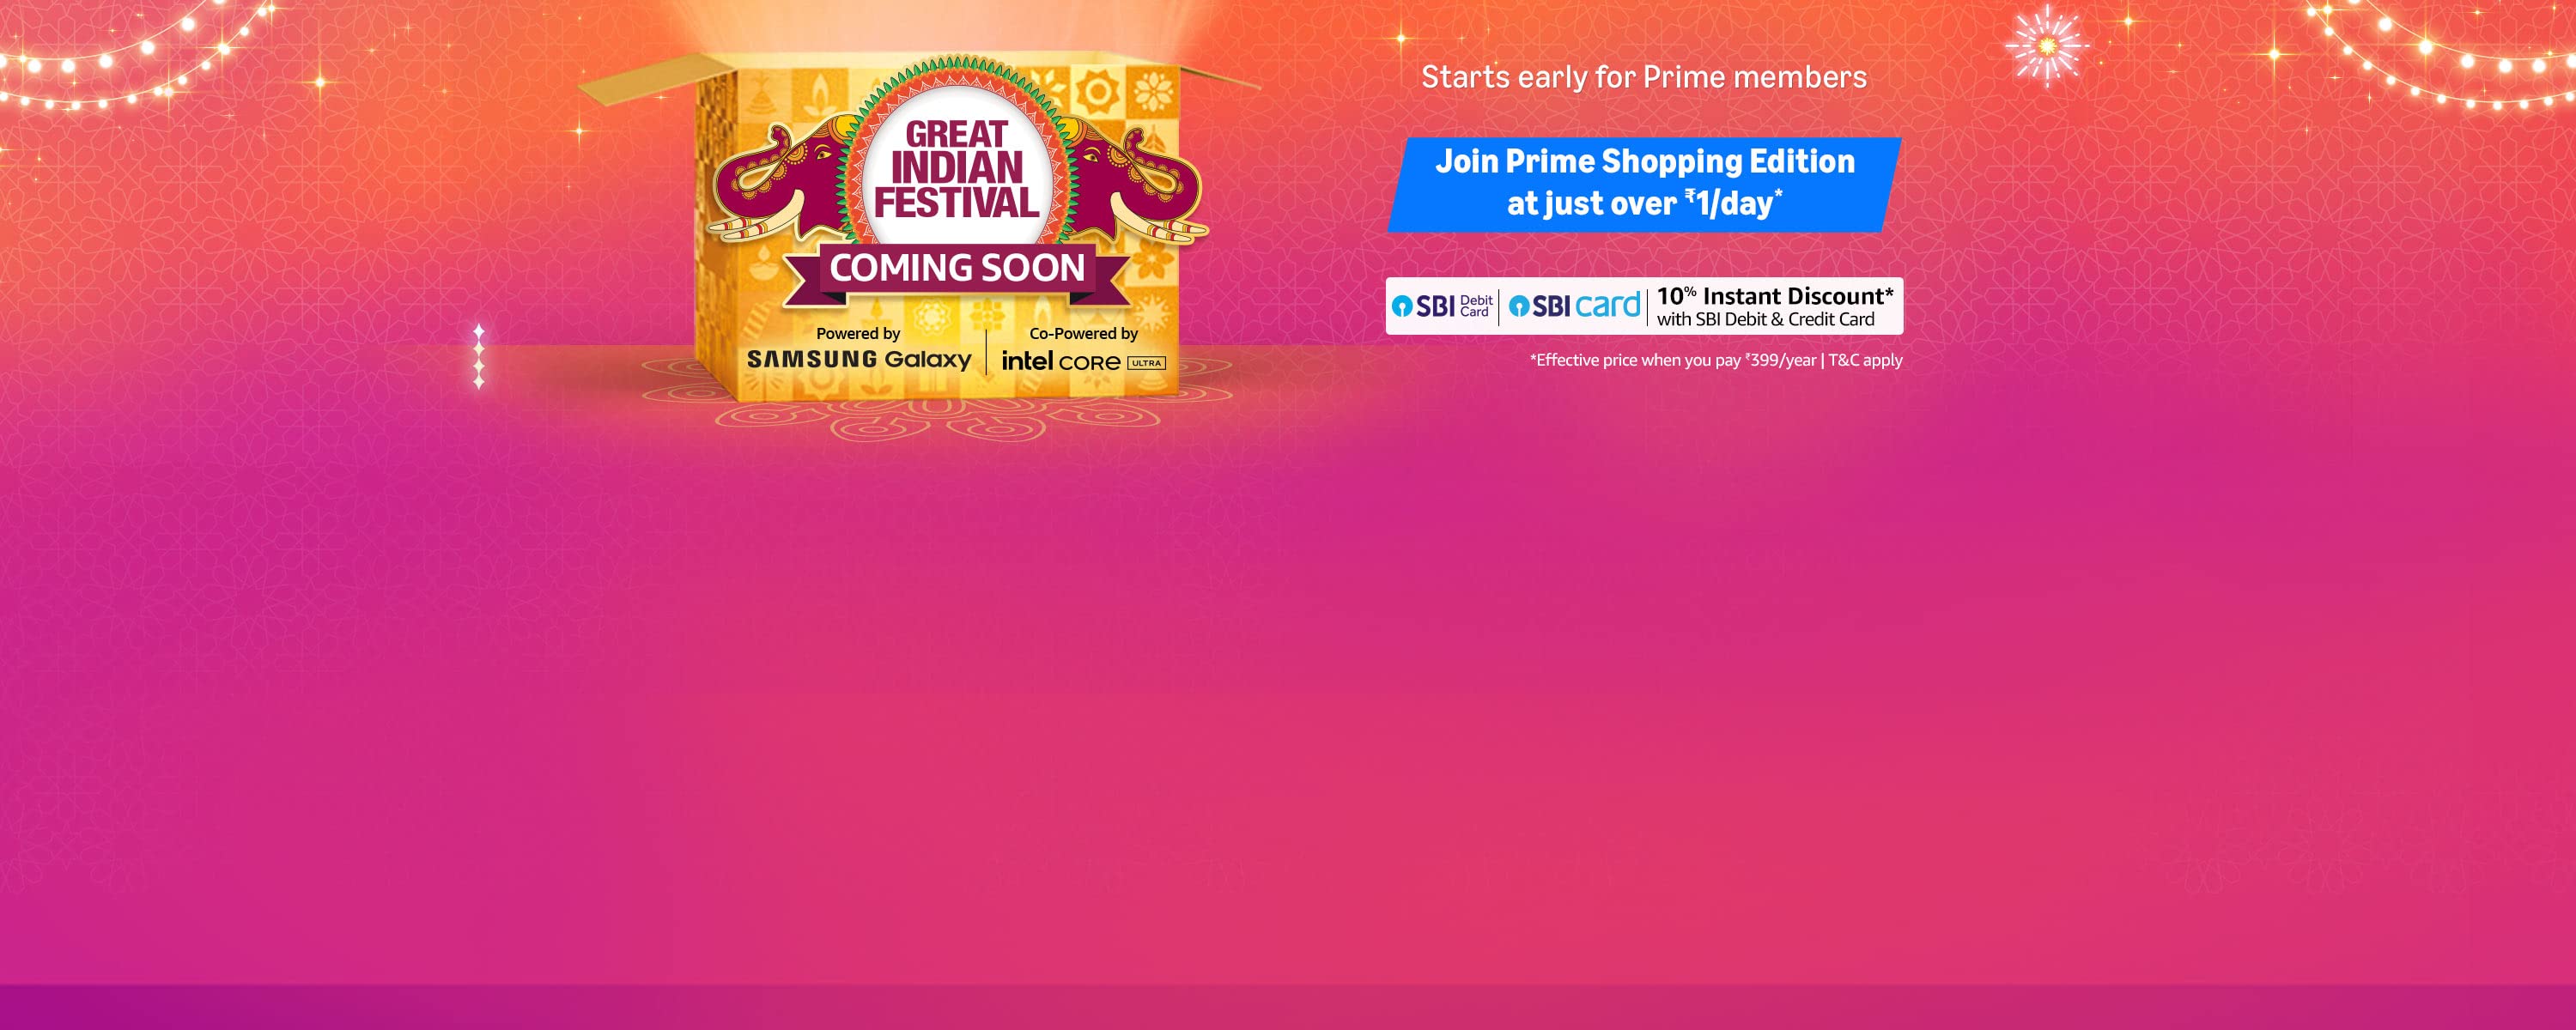 GREAT
INDIAN
FESTIVAL
COMING SOON
Powered by
SAMSUNG Galaxy
Co-Powered by
intel CORE ULTRA
Starts early for Prime members
Join Prime Shopping Edition
at just over ₹1/day*
SBI Debit Card
SBI card
10% Instant Discount*
with SBI Debit & Credit Card
*Effective price when you pay ₹399/year | T&C apply